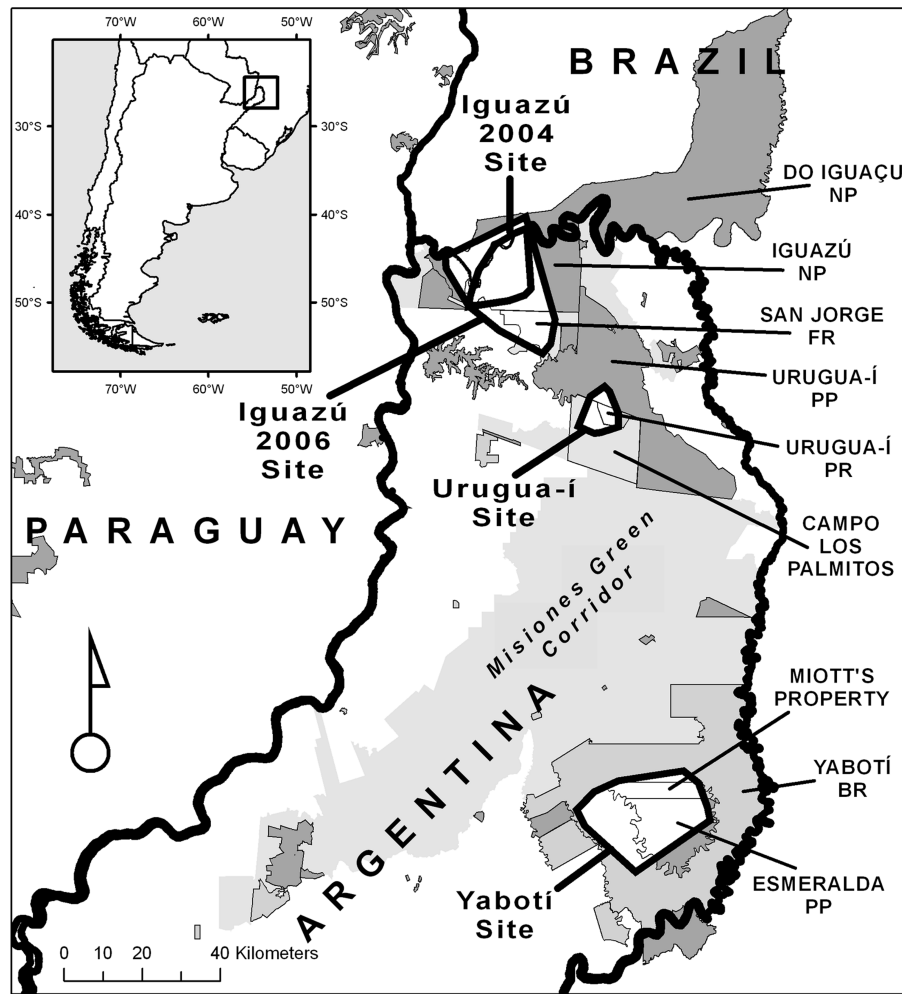 70°W 60°W 50°W
30°S
40°S
50°S
30°S
40°S
50°S
70°W 60°W 50°W
BRAZIL
Iguazú
2004
Site
DO IGUAÇU
NP
IGUAZÚ
NP
SAN JORGE
FR
URUGUA-Í
PP
Iguazú
2006
Site
URUGUA-Í
PR
Urugua-í
Site
PARAGUAY
CAMPO
LOS
PALMITOS
Misiones Green
Corridor
MIOTT'S
PROPERTY
ARGENTINA
YABOTÍ
BR
ESMERALDA
PP
Yabotí
Site
0 10 20 40 Kilometers